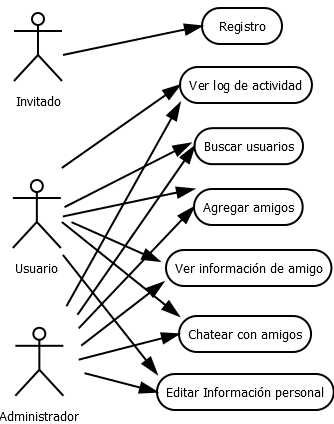 Registro
Invitado
Ver log de actividad
Buscar usuarios
Agregar amigos
Usuario
Ver información de amigo
Chatear con amigos
Editar Información personal
Administrador